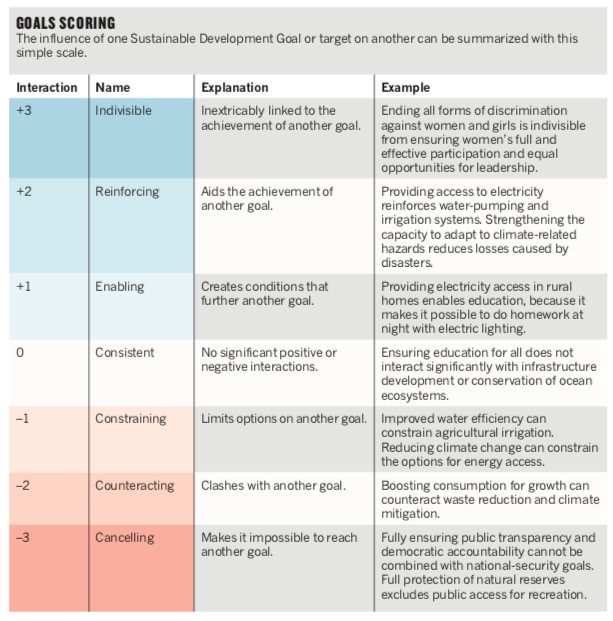 GOALS SCORING
The influence of one Sustainable Development Goal or target on another can be summarized with this
simple scale.
Interaction Name Explanation Example
+3 Indivisible Inextricably linked to the
achievement of another goal.
Ending all forms of discrimination
against women and girls is indivisible
from ensuring women's full and
effective participation and equal
opportunities for leadership.
+2 Reinforcing Aids the achievement of
another goal.
Providing access to electricity
reinforces water-pumping and
irrigation systems. Strengthening the
capacity to adapt to climate-related
hazards reduces losses caused by
disasters.
+1 Enabling Creates conditions that
further another goal.
Providing electricity access in rural
homes enables education, because it
makes it possible to do homework at
night with electric lighting.
0 Consistent No significant positive or
negative interactions.
Ensuring education for all does not
interact significantly with infrastructure
development or conservation of ocean
ecosystems.
–1 Constraining Limits options on another goal.
Improved water efficiency can
constrain agricultural irrigation.
Reducing climate change can constrain
the options for energy access.
–2 Counteracting Clashes with another goal.
Boosting consumption for growth can
counteract waste reduction and climate
mitigation.
–3 Cancelling Makes it impossible to reach
another goal.
Fully ensuring public transparency and
democratic accountability cannot be
combined with national-security goals.
Full protection of natural reserves
excludes public access for recreation.